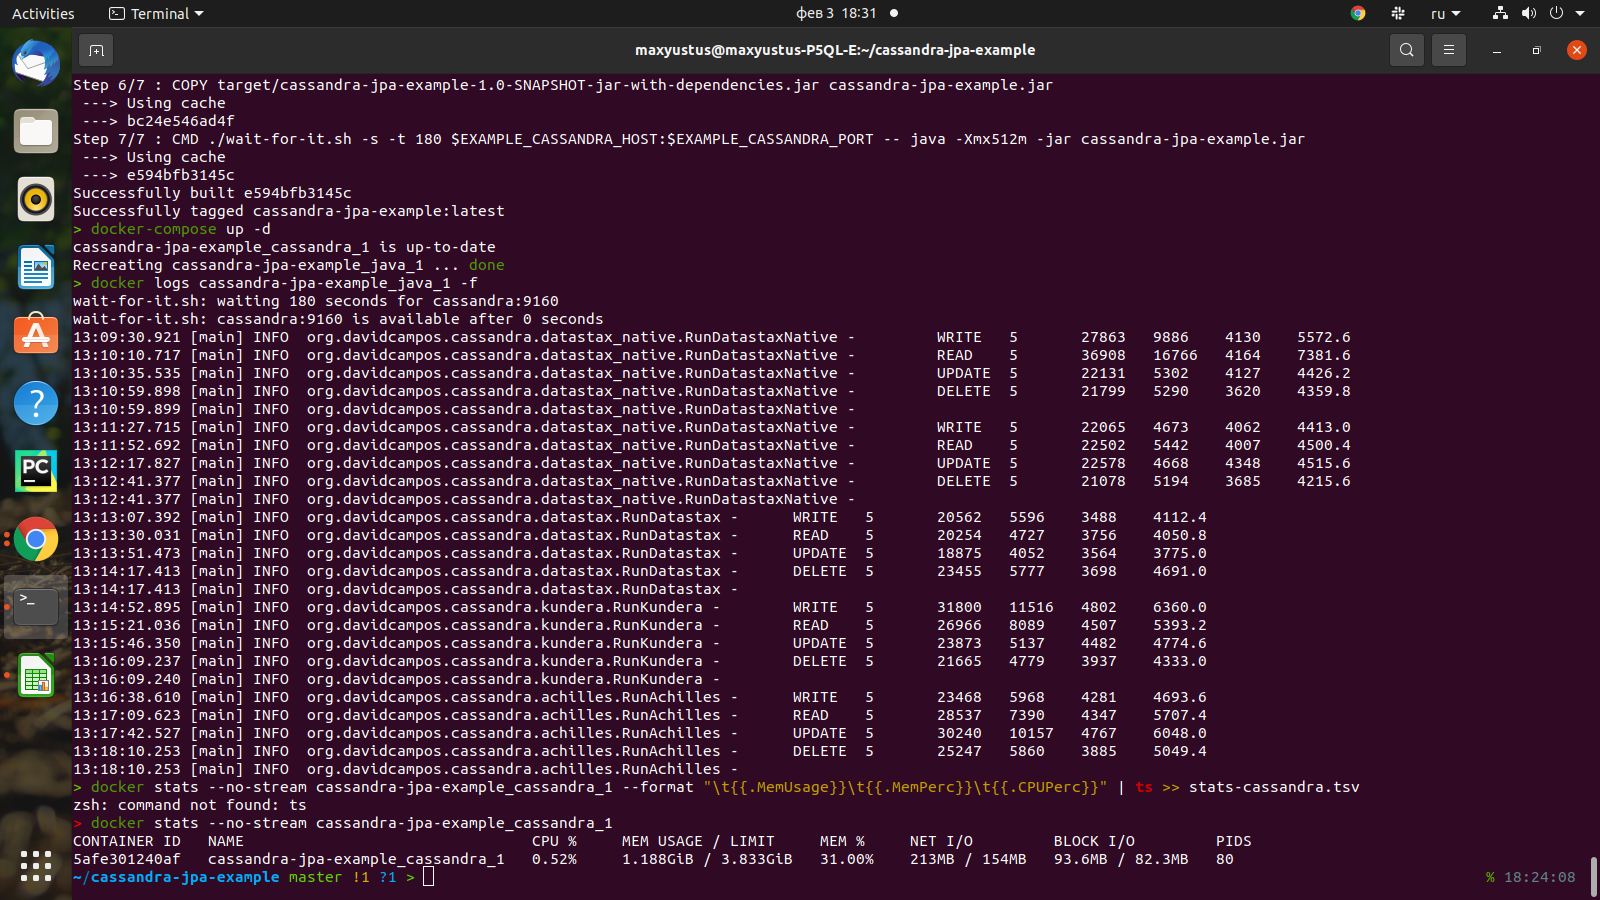 Activities Terminal фев 3 18:31 ru
maxyustus@maxyustus-P5QL-E:~/cassandra-jpa-example
Step 6/7 : COPY target/cassandra-jpa-example-1.0-SNAPSHOT-jar-with-dependencies.jar cassandra-jpa-example.jar
---> Using cache
---> bc24e546ad4f
Step 7/7 : CMD ./wait-for-it.sh -s -t 180 $EXAMPLE_CASSANDRA_HOST:$EXAMPLE_CASSANDRA_PORT -- java -Xmx512m -jar cassandra-jpa-example.jar
---> Using cache
---> e594bfb3145c
Successfully built e594bfb3145c
Successfully tagged cassandra-jpa-example:latest
> docker-compose up -d
cassandra-jpa-example_cassandra_1 is up-to-date
Recreating cassandra-jpa-example_java_1 ... done
> docker logs cassandra-jpa-example_java_1 -f
wait-for-it.sh: waiting 180 seconds for cassandra:9160
wait-for-it.sh: cassandra:9160 is available after 0 seconds
13:09:30.921 [main] INFO org.davidcampos.cassandra.datastax_native.RunDatastaxNative - WRITE 5 27863 9886 4130 5572.6
13:10:10.717 [main] INFO org.davidcampos.cassandra.datastax_native.RunDatastaxNative - READ 5 36908 16766 4164 7381.6
13:10:35.535 [main] INFO org.davidcampos.cassandra.datastax_native.RunDatastaxNative - UPDATE 5 22131 5302 4127 4426.2
13:10:59.898 [main] INFO org.davidcampos.cassandra.datastax_native.RunDatastaxNative - DELETE 5 21799 5290 3620 4359.8
13:10:59.899 [main] INFO org.davidcampos.cassandra.datastax_native.RunDatastaxNative -
13:11:27.715 [main] INFO org.davidcampos.cassandra.datastax_native.RunDatastaxNative - WRITE 5 22065 4673 4062 4413.0
13:11:52.692 [main] INFO org.davidcampos.cassandra.datastax_native.RunDatastaxNative - READ 5 22502 5442 4007 4500.4
13:12:17.827 [main] INFO org.davidcampos.cassandra.datastax_native.RunDatastaxNative - UPDATE 5 22578 4668 4348 4515.6
13:12:41.377 [main] INFO org.davidcampos.cassandra.datastax_native.RunDatastaxNative - DELETE 5 21078 5194 3685 4215.6
13:12:41.377 [main] INFO org.davidcampos.cassandra.datastax_native.RunDatastaxNative -
13:13:07.392 [main] INFO org.davidcampos.cassandra.datastax.RunDatastax - WRITE 5 20562 5596 3488 4112.4
13:13:30.031 [main] INFO org.davidcampos.cassandra.datastax.RunDatastax - READ 5 20254 4727 3756 4050.8
13:13:51.473 [main] INFO org.davidcampos.cassandra.datastax.RunDatastax - UPDATE 5 18875 4052 3564 3775.0
13:14:17.413 [main] INFO org.davidcampos.cassandra.datastax.RunDatastax - DELETE 5 23455 5777 3698 4691.0
13:14:17.413 [main] INFO org.davidcampos.cassandra.datastax.RunDatastax -
13:14:52.895 [main] INFO org.davidcampos.cassandra.kundera.RunKundera - WRITE 5 31800 11516 4802 6360.0
13:15:21.036 [main] INFO org.davidcampos.cassandra.kundera.RunKundera - READ 5 26966 8089 4507 5393.2
13:15:46.350 [main] INFO org.davidcampos.cassandra.kundera.RunKundera - UPDATE 5 23873 5137 4482 4774.6
13:16:09.237 [main] INFO org.davidcampos.cassandra.kundera.RunKundera - DELETE 5 21665 4779 3937 4333.0
13:16:09.240 [main] INFO org.davidcampos.cassandra.kundera.RunKundera -
13:16:38.610 [main] INFO org.davidcampos.cassandra.achilles.RunAchilles - WRITE 5 23468 5968 4281 4693.6
13:17:09.623 [main] INFO org.davidcampos.cassandra.achilles.RunAchilles - READ 5 28537 7390 4347 5707.4
13:17:42.527 [main] INFO org.davidcampos.cassandra.achilles.RunAchilles - UPDATE 5 30240 10157 4767 6048.0
13:18:10.253 [main] INFO org.davidcampos.cassandra.achilles.RunAchilles - DELETE 5 25247 5860 3885 5049.4
13:18:10.253 [main] INFO org.davidcampos.cassandra.achilles.RunAchilles -
> docker stats --no-stream cassandra-jpa-example_cassandra_1 --format "\t{{.MemUsage}}\t{{.MemPerc}}\t{{.CPUPerc}}" | ts >> stats-cassandra.tsv
zsh: command not found: ts
> docker stats --no-stream cassandra-jpa-example_cassandra_1
CONTAINER ID NAME CPU % MEM USAGE / LIMIT MEM % NET I/O BLOCK I/O PIDS
5afe301240af cassandra-jpa-example_cassandra_1 0.52% 1.188GiB / 3.833GiB 31.00% 213MB / 154MB 93.6MB / 82.3MB 80
~/cassandra-jpa-example master !1 ?1 > % 18:24:08
PC